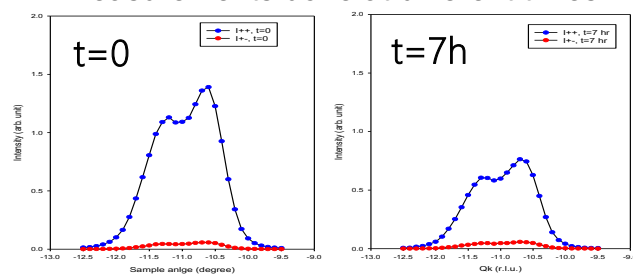 t=0
I++, t=0
I+-, t=0
Intensity (arb. unit)
2.0
1.5
1.0
0.5
0.0
-13.0 -12.5 -12.0 -11.5 -11.0 -10.5 -10.0 -9.5 -9.0
Sample anlge (degree)
t=7h
I++, t=7 hr
I+-, t=7 hr
Intensity (arb. unit)
2.0
1.5
1.0
0.5
0.0
-13.0 -12.5 -12.0 -11.5 -11.0 -10.5 -10.0 -9.5 -9.0
Qk (r.l.u.)